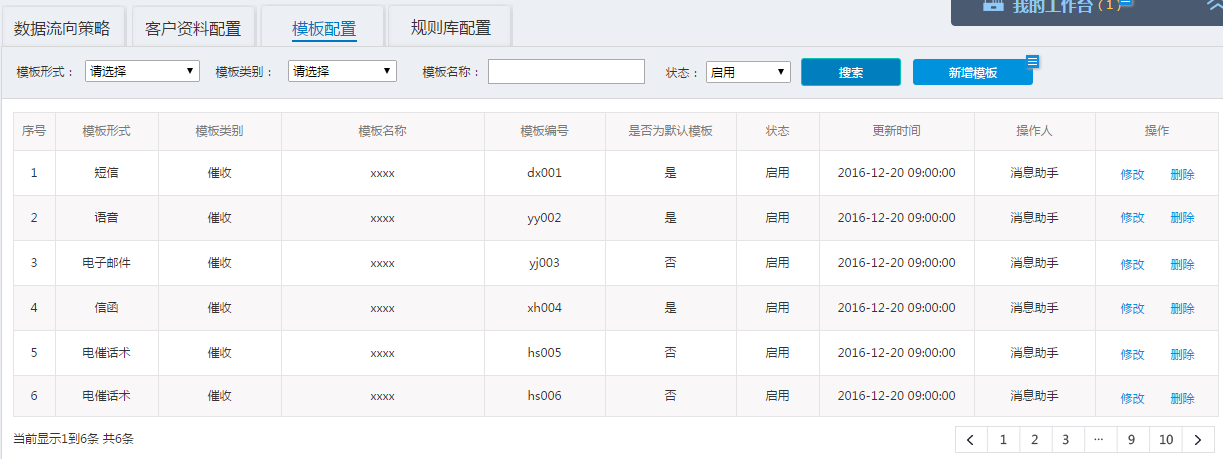 我的工作台 (1)
数据流向策略 客户资料配置 模板配置 规则库配置
模板形式： 请选择 模板类别： 请选择 模板名称： 状态： 启用 搜索 新增模板
序号 模板形式 模板类别 模板名称 模板编号 是否为默认模板 状态 更新时间 操作人 操作
1 短信 催收 xxxx dx001 是 启用 2016-12-20 09:00:00 消息助手 修改 删除
2 语音 催收 xxxx yy002 是 启用 2016-12-20 09:00:00 消息助手 修改 删除
3 电子邮件 催收 xxxx yj003 否 启用 2016-12-20 09:00:00 消息助手 修改 删除
4 信函 催收 xxxx xh004 是 启用 2016-12-20 09:00:00 消息助手 修改 删除
5 电催话术 催收 xxxx hs005 否 启用 2016-12-20 09:00:00 消息助手 修改 删除
6 电催话术 催收 xxxx hs006 否 启用 2016-12-20 09:00:00 消息助手 修改 删除
当前显示1到6条 共6条 < 1 2 3 ··· 9 10 >